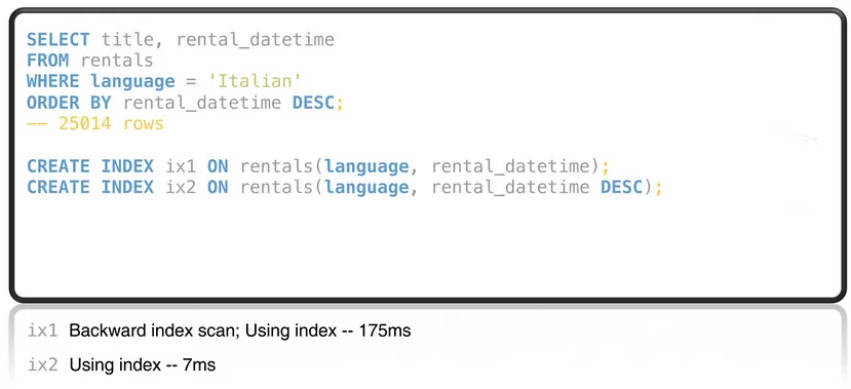 SELECT title, rental_datetime
FROM rentals
WHERE language = 'Italian'
ORDER BY rental_datetime DESC;
-- 25014 rows
CREATE INDEX ix1 ON rentals(language, rental_datetime);
CREATE INDEX ix2 ON rentals(language, rental_datetime DESC);
ix1 Backward index scan; Using index -- 175ms
ix2 Using index -- 7ms